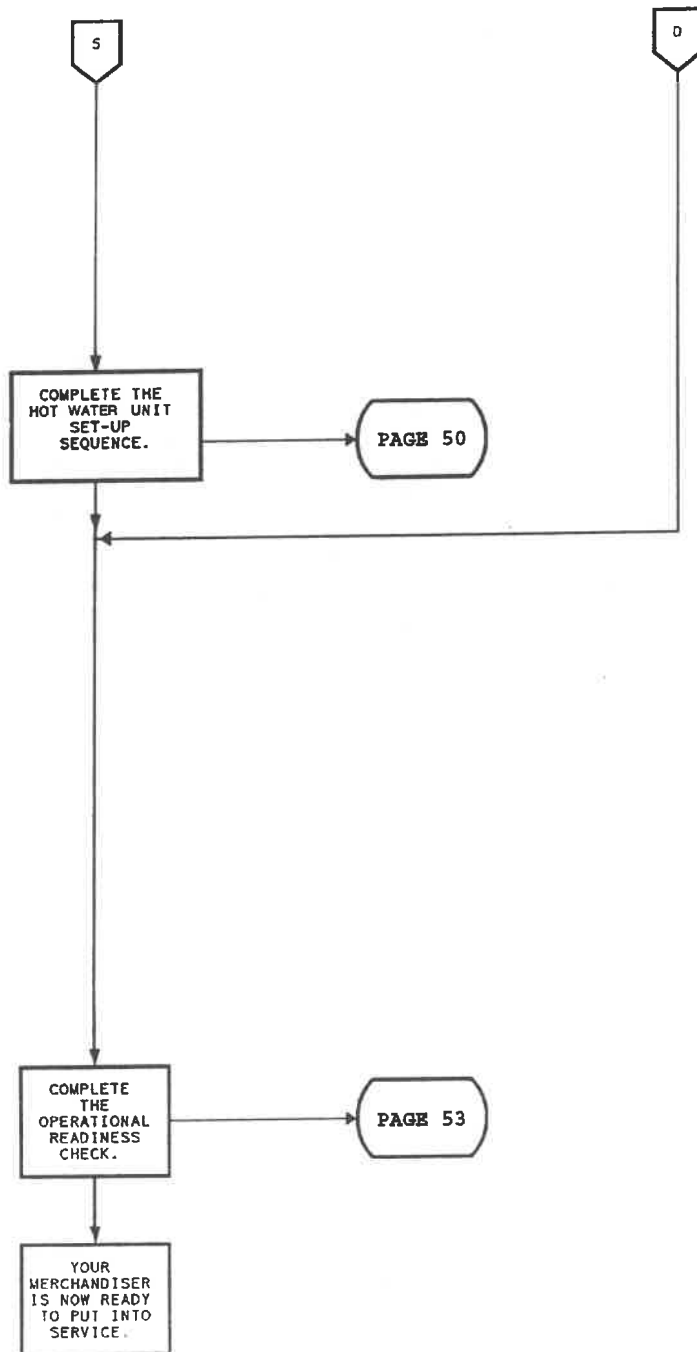 5
D
COMPLETE THE
HOT WATER UNIT
SET-UP
SEQUENCE.
PAGE 50
COMPLETE
THE
OPERATIONAL
READINESS
CHECK.
PAGE 53
YOUR
MERCHANDISER
IS NOW READY
TO PUT INTO
SERVICE.